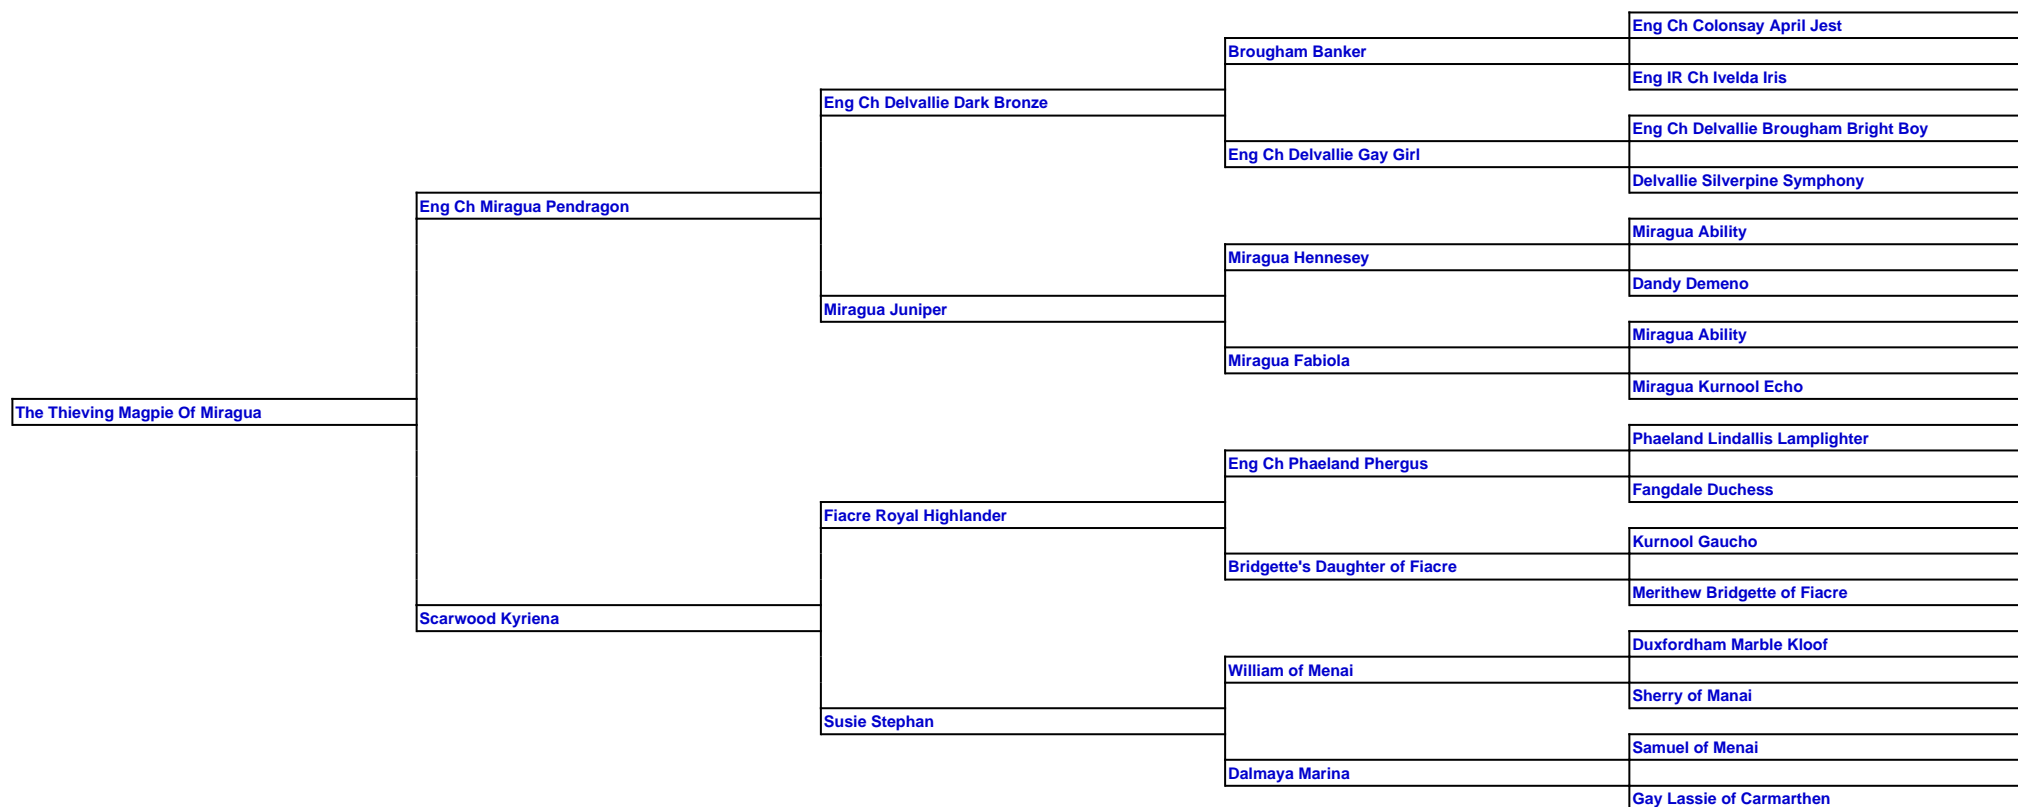 Eng Ch Colonsay April Jest
Brougham Banker
Eng IR Ch Ivelda Iris
Eng Ch Delvallie Dark Bronze
Eng Ch Delvallie Brougham Bright Boy
Eng Ch Delvallie Gay Girl
Delvallie Silverpine Symphony
Eng Ch Miragua Pendragon
Miragua Ability
Miragua Hennesey
Dandy Demeno
Miragua Juniper
Miragua Ability
Miragua Fabiola
Miragua Kurnool Echo
The Thieving Magpie Of Miragua
Phaeland Lindallis Lamplighter
Eng Ch Phaeland Phergus
Fangdale Duchess
Fiacre Royal Highlander
Kurnool Gaucho
Bridgette's Daughter of Fiacre
Merithew Bridgette of Fiacre
Scarwood Kyriena
Duxfordham Marble Kloof
William of Menai
Sherry of Manai
Susie Stephan
Samuel of Menai
Dalmaya Marina
Gay Lassie of Carmarthen